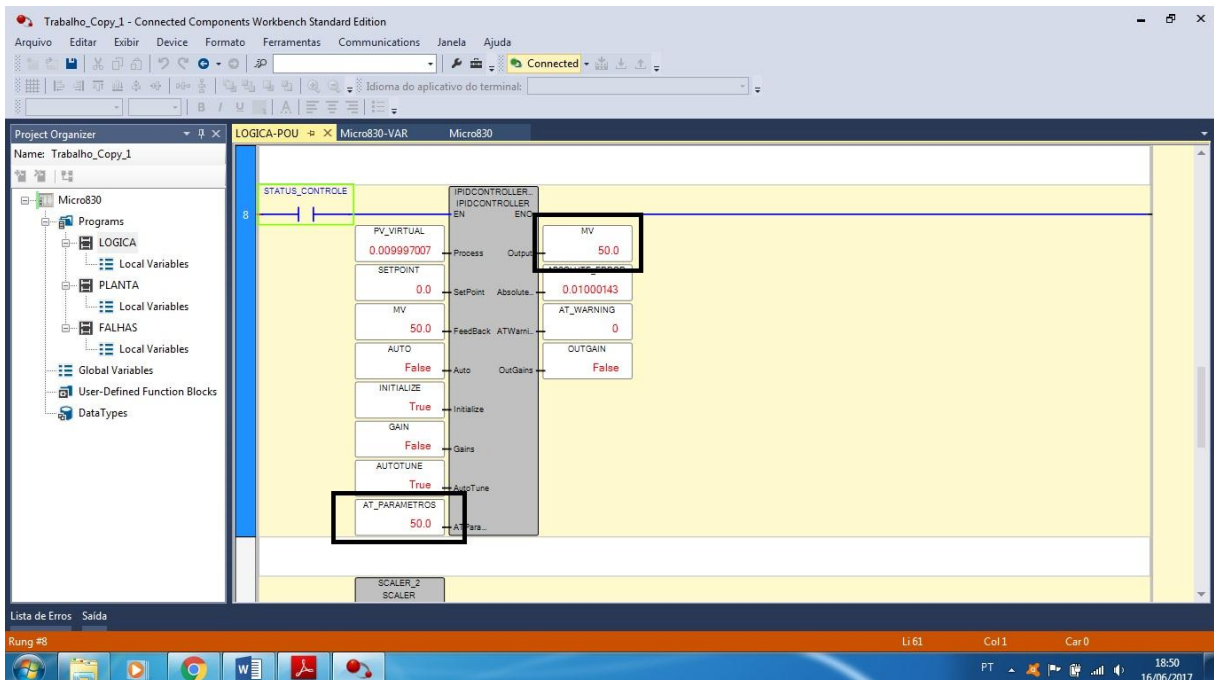 Trabalho_Copy_1 - Connected Components Workbench Standard Edition
Arquivo Editar Exibir Device Formato Ferramentas Communications Janela Ajuda
Connected
Idioma do aplicativo do terminal:
B I U A
Project Organizer
LOGICA-POU Micro830-VAR Micro830
Name: Trabalho_Copy_1
Micro830
Programs
LOGICA
Local Variables
PLANTA
Local Variables
FALHAS
Local Variables
Global Variables
User-Defined Function Blocks
DataTypes
8
STATUS_CONTROLE
IPIDCONTROLLER...
IPIDCONTROLLER
EN ENO
PV_VIRTUAL MV
0.009997007 Process Output 50.0
SETPOINT ABSOLUTE_ERROR
0.0 SetPoint Absolute... 0.01000143
MV AT_WARNING
50.0 FeedBack ATWarni... 0
AUTO OUTGAIN
False Auto OutGains False
INITIALIZE
True Initialize
GAIN
False Gains
AUTOTUNE
True AutoTune
AT_PARAMETROS
50.0 ATPara...
SCALER_2
SCALER
Lista de Erros Saída
Rung #8 Li 61 Col 1 Car 0
W
PT 18:50
16/06/2017